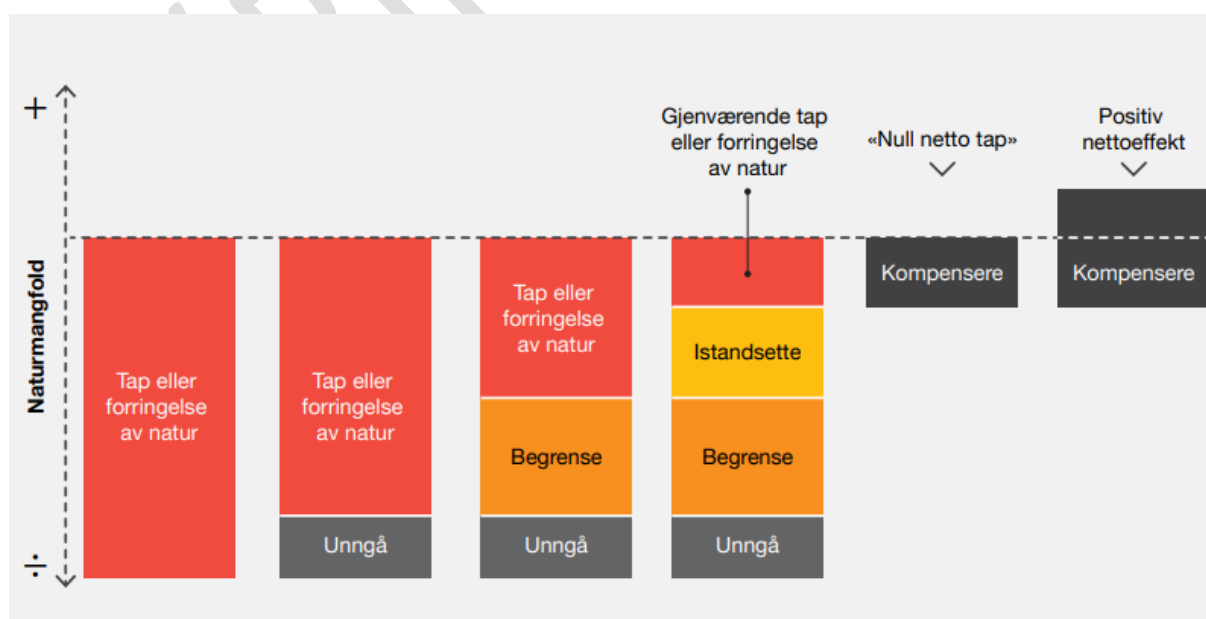 +
Gjenværende tap
eller forringelse
av natur
«Null netto tap»
Positiv
nettoeffekt
Naturmangfold
Tap eller
forringelse
av natur
Tap eller
forringelse
av natur
Unngå
Tap eller
forringelse
av natur
Begrense
Unngå
Istandsette
Begrense
Unngå
Kompensere
Kompensere
÷